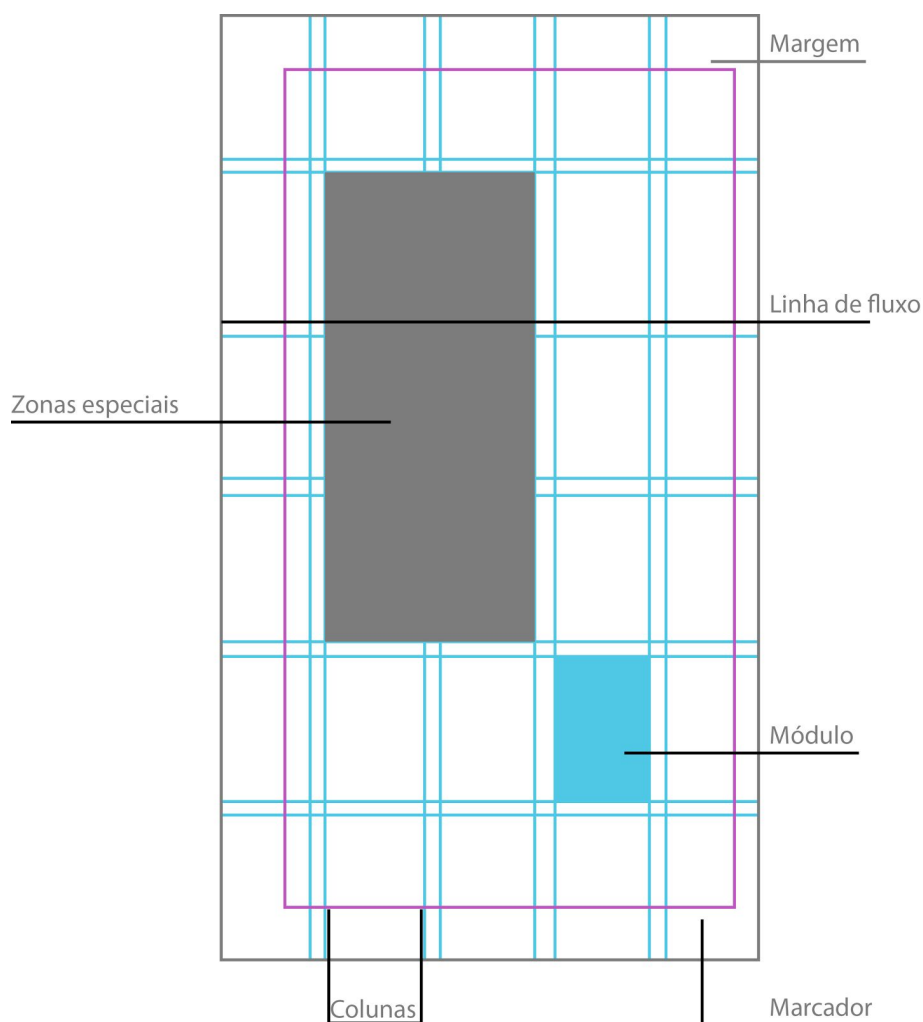 Margem
Linha de fluxo
Zonas especiais
Módulo
Colunas
Marcador